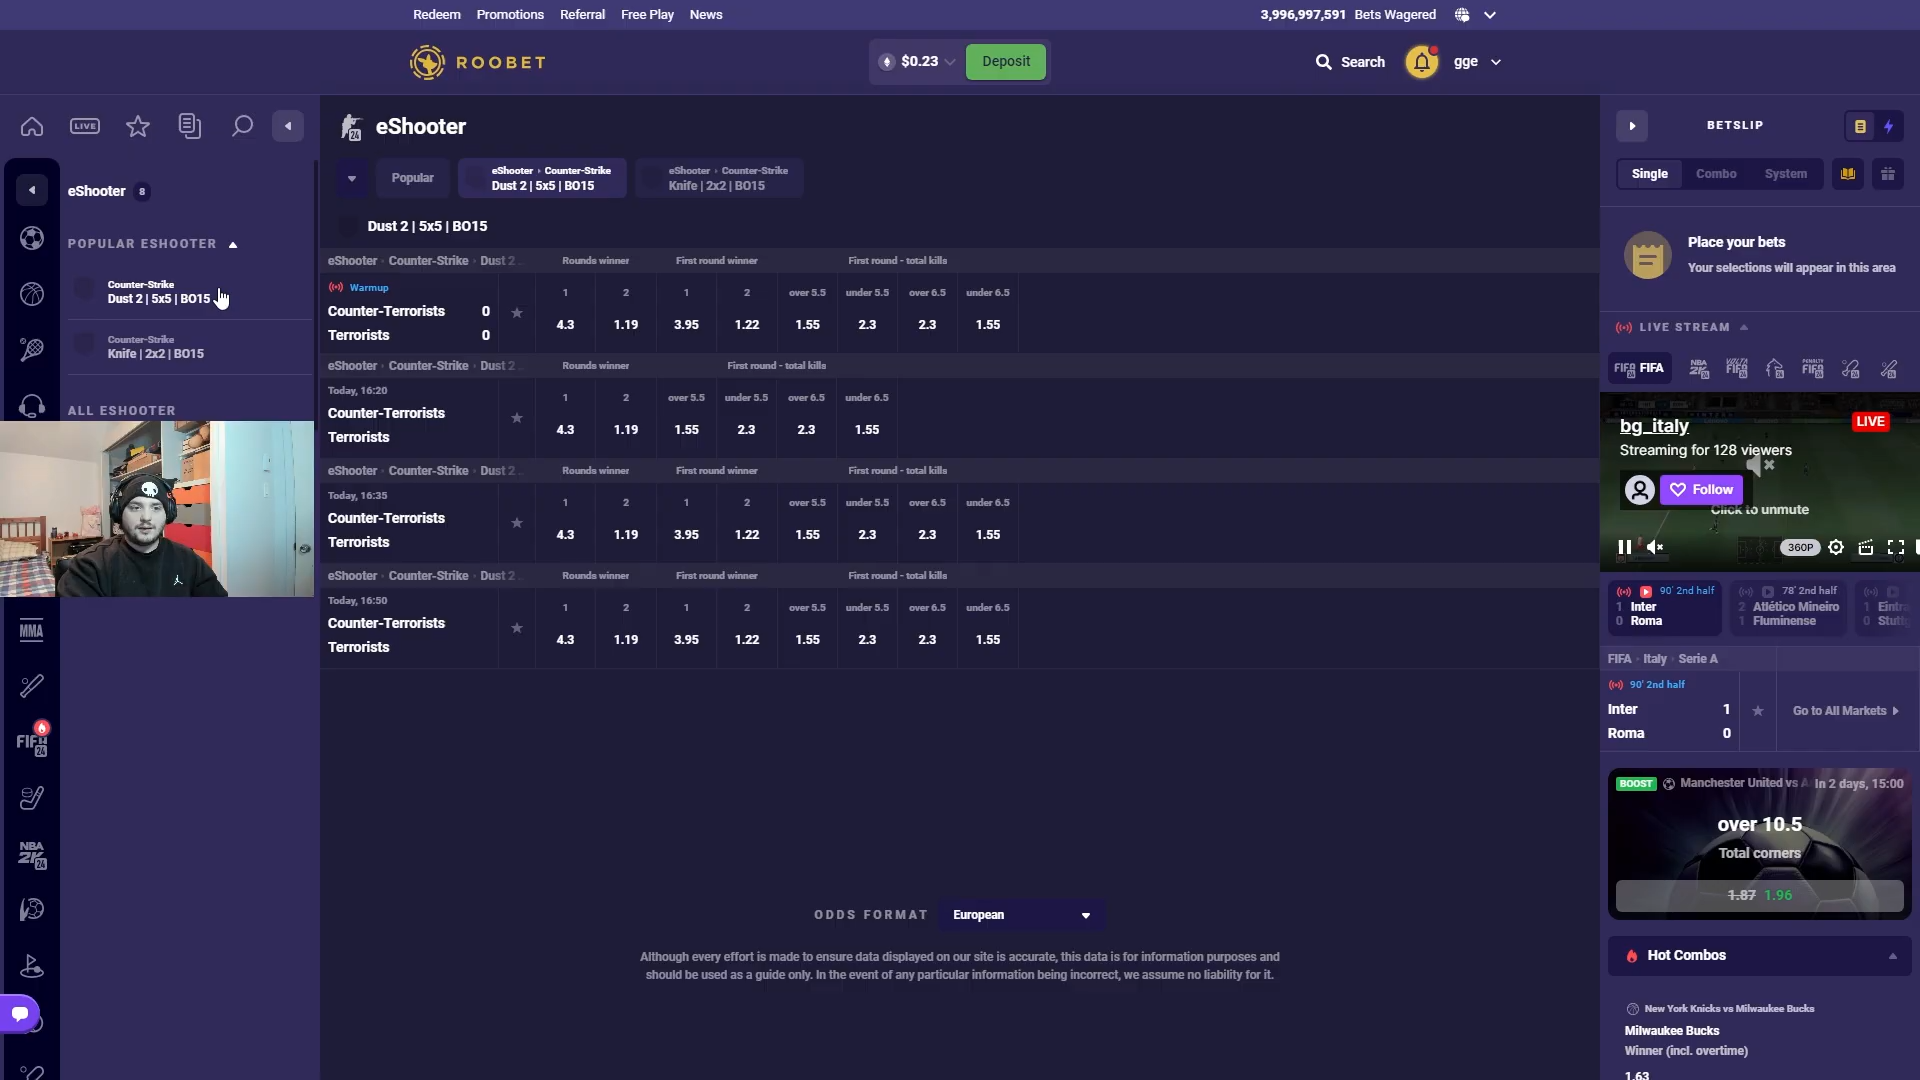 Redeem Promotions Referral Free Play News
3,996,997,591 Bets Wagered
ROOBET
$0.23
Deposit
Search
gge
LIVE
eShooter 8
POPULAR ESHOOTER
Counter-Strike
Dust 2 | 5x5 | BO15
Counter-Strike
Knife | 2x2 | BO15
ALL ESHOOTER
MMA
FIFA 24
NBA 2K 24
24 eShooter
Popular
eShooter Counter-Strike
Dust 2 | 5x5 | BO15
eShooter Counter-Strike
Knife | 2x2 | BO15
Dust 2 | 5x5 | BO15
eShooter Counter-Strike Dust 2... Rounds winner First round winner First round - total kills
Warmup
1 2 1 2 over 5.5 under 5.5 over 6.5 under 6.5
Counter-Terrorists 0
4.3 1.19 3.95 1.22 1.55 2.3 2.3 1.55
Terrorists 0
eShooter Counter-Strike Dust 2... Rounds winner First round - total kills
Today, 16:20
1 2 over 5.5 under 5.5 over 6.5 under 6.5
Counter-Terrorists
4.3 1.19 1.55 2.3 2.3 1.55
Terrorists
eShooter Counter-Strike Dust 2... Rounds winner First round winner First round - total kills
Today, 16:35
1 2 1 2 over 5.5 under 5.5 over 6.5 under 6.5
Counter-Terrorists
4.3 1.19 3.95 1.22 1.55 2.3 2.3 1.55
Terrorists
eShooter Counter-Strike Dust 2... Rounds winner First round winner First round - total kills
Today, 16:50
1 2 1 2 over 5.5 under 5.5 over 6.5 under 6.5
Counter-Terrorists
4.3 1.19 3.95 1.22 1.55 2.3 2.3 1.55
Terrorists
ODDS FORMAT European
Although every effort is made to ensure data displayed on our site is accurate, this data is for information purposes and
should be used as a guide only. In the event of any particular information being incorrect, we assume no liability for it.
BETSLIP
Single Combo System
Place your bets
Your selections will appear in this area
LIVE STREAM
FIFA
bg_italy
LIVE
Streaming for 128 viewers
Follow
Click to unmute
360P
90' 2nd half
1 Inter
0 Roma
78' 2nd half
2 Atlético Mineiro
1 Fluminense
1
0
FIFA Italy Serie A
90' 2nd half
Inter 1
Roma 0
Go to All Markets
BOOST Manchester United vs In 2 days, 15:00
over 10.5
Total corners
1.87 1.96
Hot Combos
New York Knicks vs Milwaukee Bucks
Milwaukee Bucks
Winner (incl. overtime)
1.63